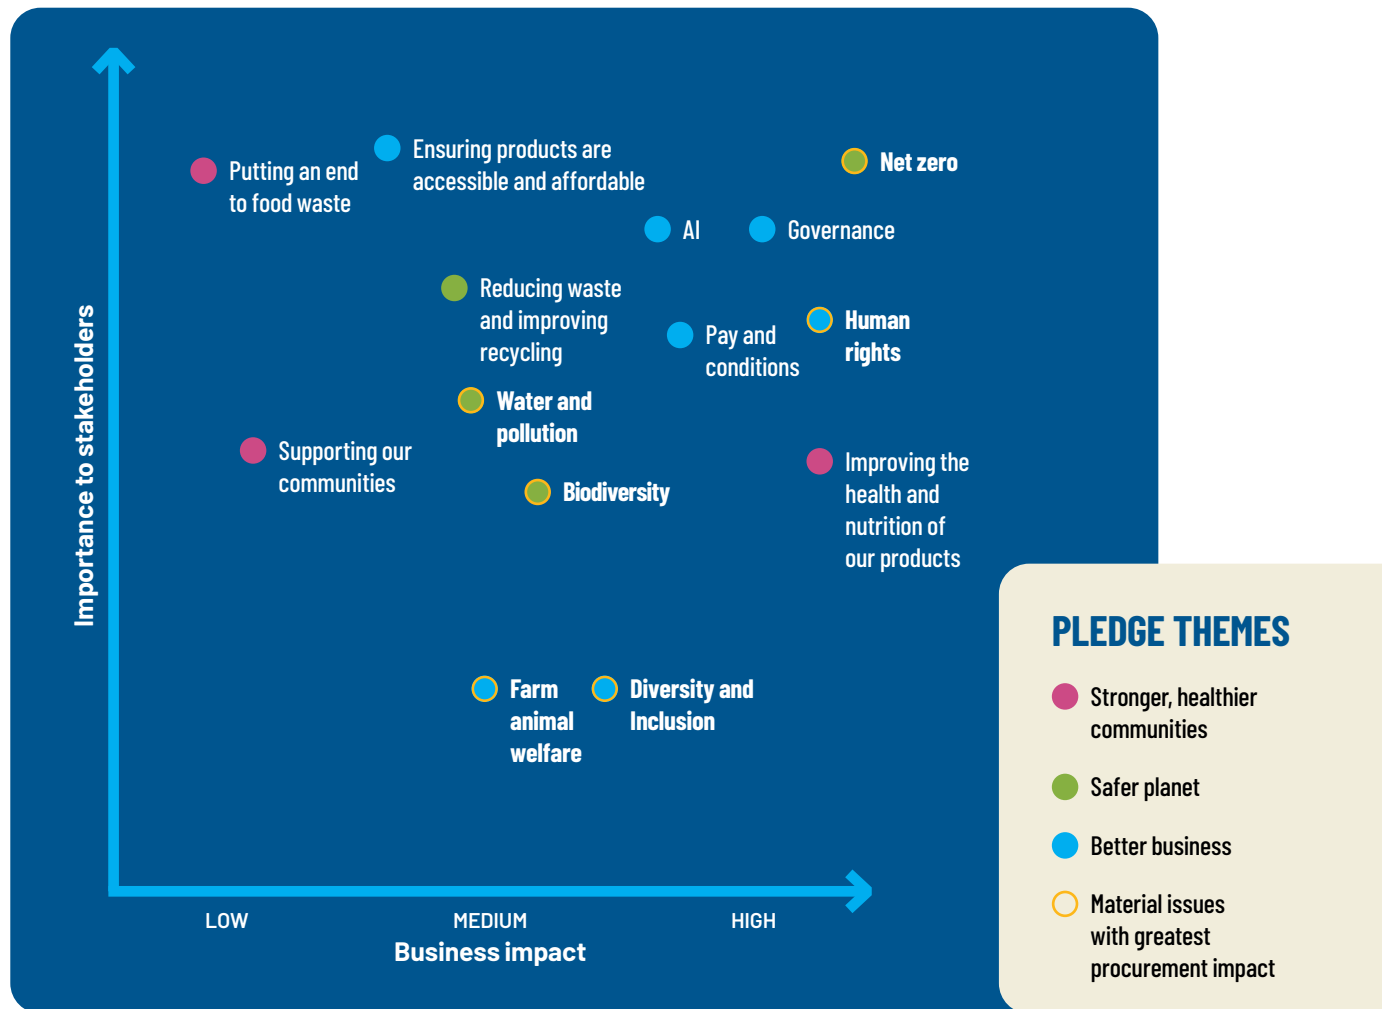 Importance to stakeholders
Putting an end
to food waste
Ensuring products are
accessible and affordable
Net zero
AI
Governance
Reducing waste
and improving
recycling
Pay and
conditions
Human
rights
Water and
pollution
Supporting our
communities
Biodiversity
Improving the
health and
nutrition of
our products
Farm
animal
welfare
Diversity and
Inclusion
LOW
MEDIUM
HIGH
Business impact
PLEDGE THEMES
Stronger, healthier
communities
Safer planet
Better business
Material issues
with greatest
procurement impact